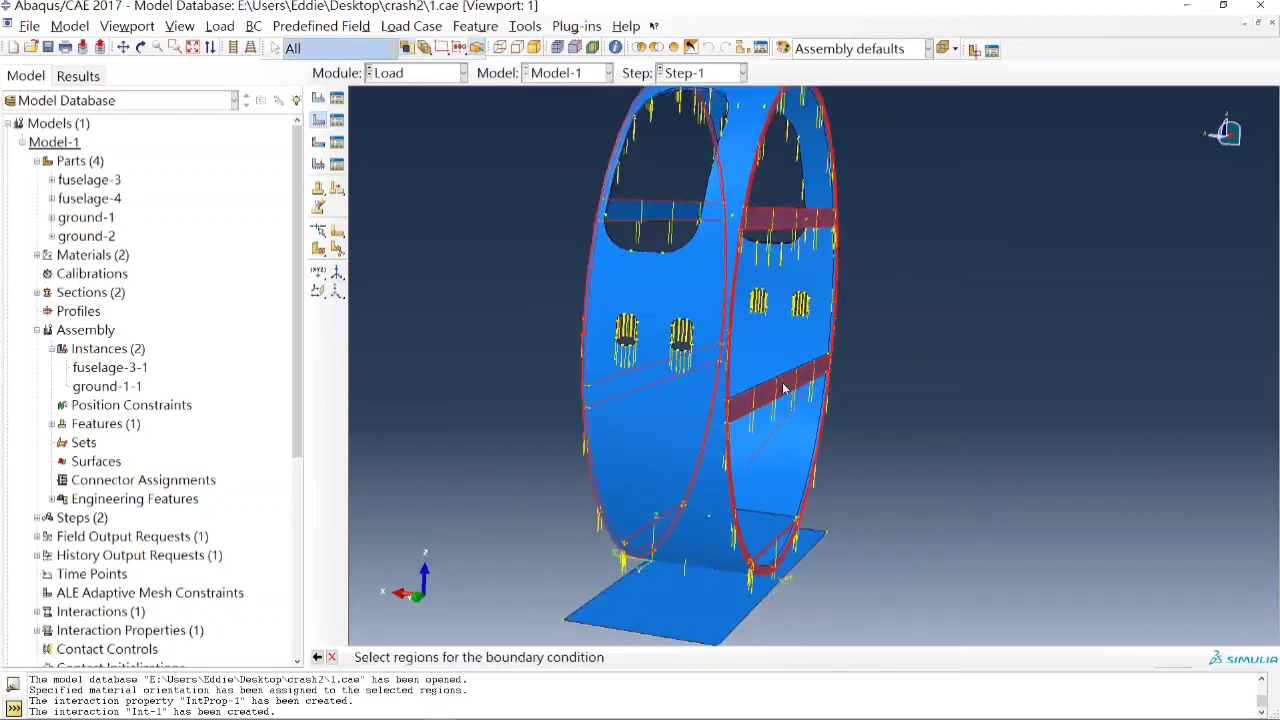 Abaqus/CAE 2017 - Model Database: E:\Users\Eddie\Desktop\crash2\1.cae [Viewport: 1]
File Model Viewport View Load BC Predefined Field Load Case Feature Tools Plug-ins Help
All Assembly defaults
Model Results Module: Load Model: Model-1 Step: Step-1
Model Database
Models (1)
Model-1
Parts (4)
fuselage-3
fuselage-4
ground-1
ground-2
Materials (2)
Calibrations
Sections (2)
Profiles
Assembly
Instances (2)
fuselage-3-1
ground-1-1
Position Constraints
Features (1)
Sets
Surfaces
Connector Assignments
Engineering Features
Steps (2)
Field Output Requests (1)
History Output Requests (1)
Time Points
ALE Adaptive Mesh Constraints
Interactions (1)
Interaction Properties (1)
Contact Controls
Contact Initializations
(XYZ)
Z
X
Select regions for the boundary condition
SIMULIA
The model database "E:\Users\Eddie\Desktop\crash2\1.cae" has been opened.
Specified material orientation has been assigned to the selected regions.
The interaction property "IntProp-1" has been created.
The interaction "Int-1" has been created.